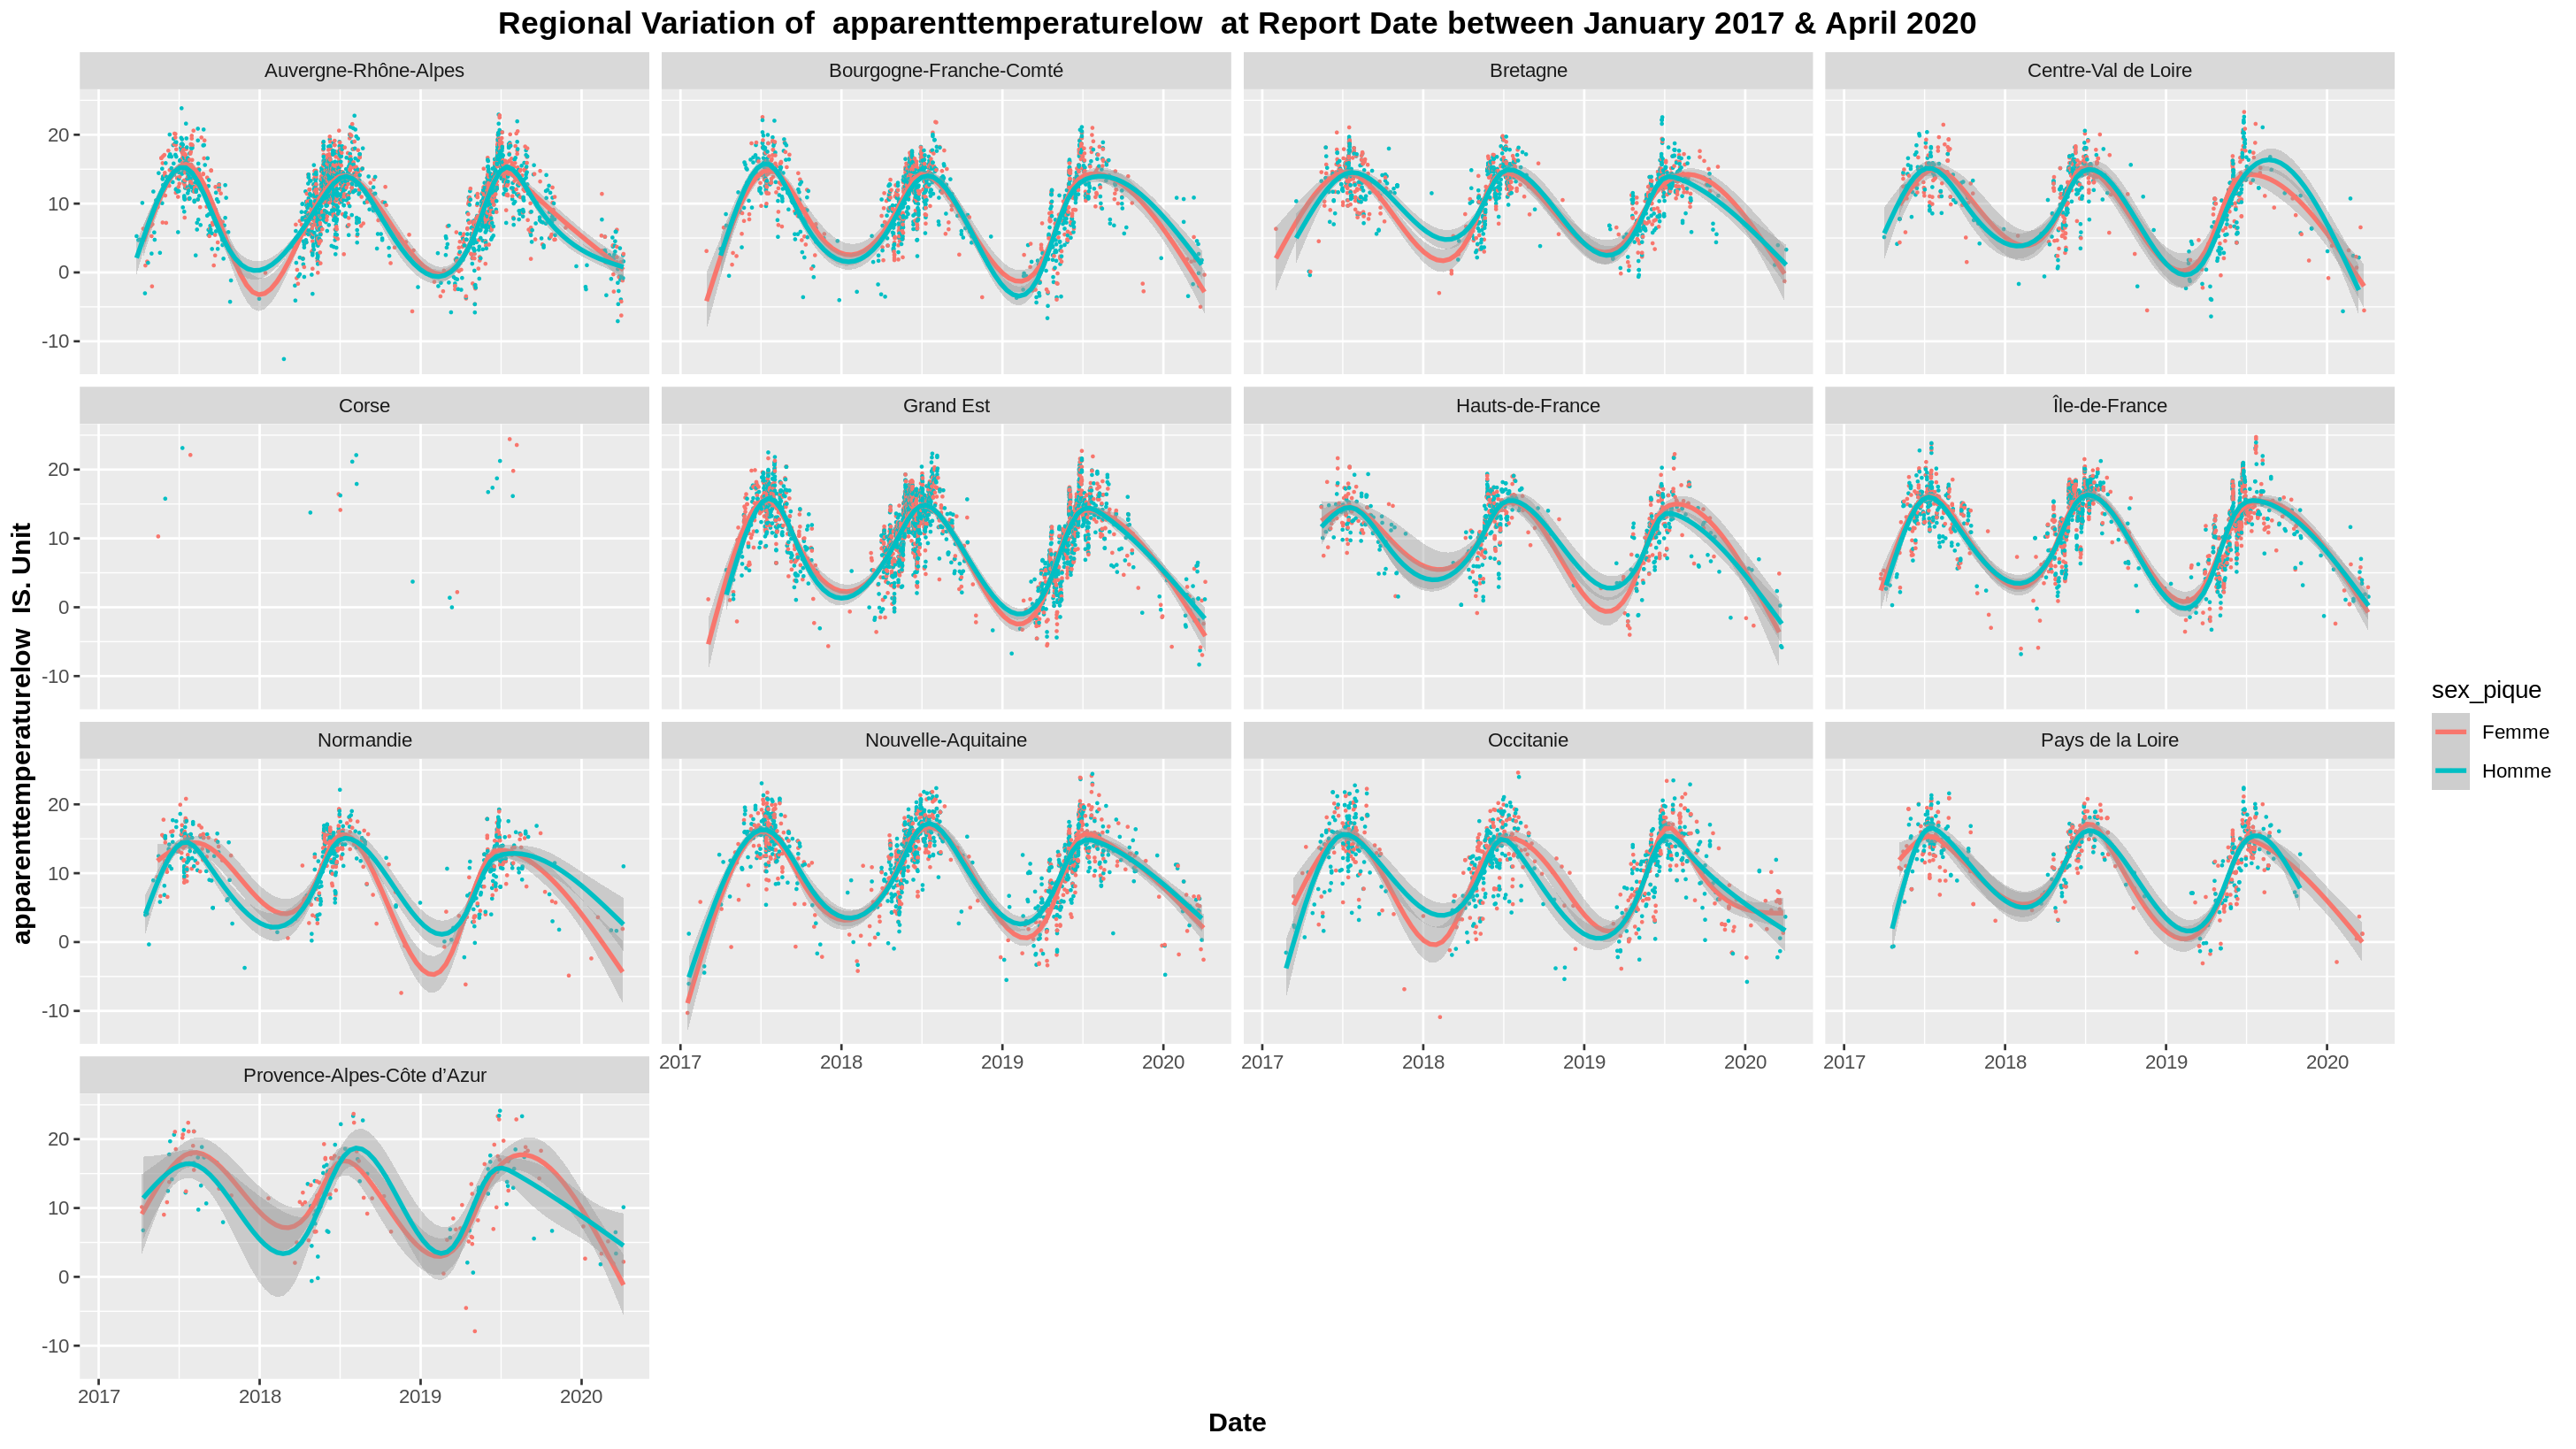 Regional Variation of  apparenttemperaturelow  at Report Date between January 2017 & April 2020
Auvergne-Rhône-Alpes
Bourgogne-Franche-Comté
Bretagne
Centre-Val de Loire
20
10
0
-10
Corse
Grand Est
Hauts-de-France
Île-de-France
20
10
0
-10
Normandie
Nouvelle-Aquitaine
Occitanie
Pays de la Loire
20
10
0
-10
2017 2018 2019 2020
2017 2018 2019 2020
2017 2018 2019 2020
Provence-Alpes-Côte d’Azur
20
10
0
-10
2017 2018 2019 2020
Date
apparenttemperaturelow  IS. Unit
sex_pique
Femme
Homme